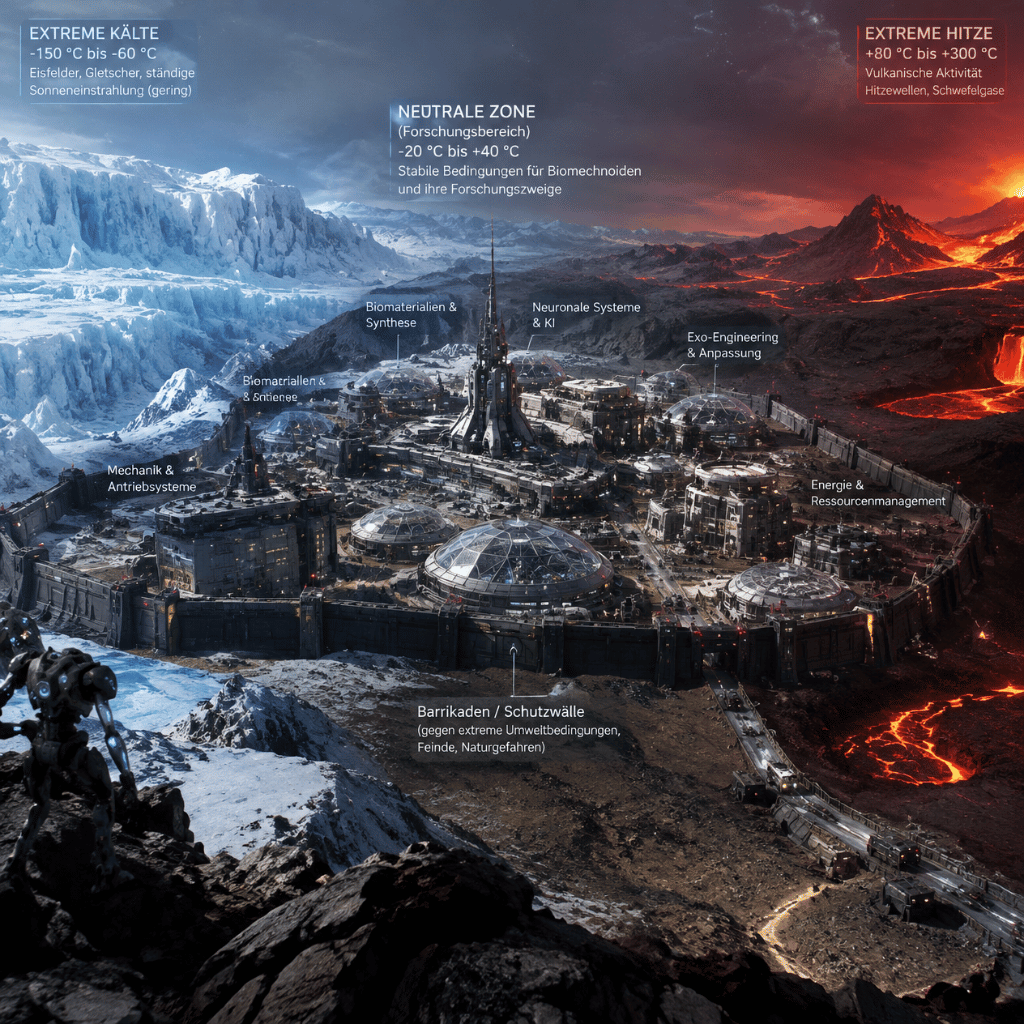 EXTREME KÄLTE
-150 °C bis -60 °C
Eisfelder, Gletscher, ständige
Sonneneinstrahlung (gering)
EXTREME HITZE
+80 °C bis +300 °C
Vulkanische Aktivität
Hitzewellen, Schwefelgase
NEÜTRALE ZONE
(Forschungsbereich)
-20 °C bis +40 °C
Stabile Bedingungen für Biomechnoiden
und ihre Forschungszweige
Biomaterialien &
Synthese
Neuronale Systeme
& KI
Exo-Engineering
& Anpassung
&
Mechanik &
Antriebsysteme
Energie &
Ressourcenmanagement
Barrikaden / Schutzwälle
(gegen extreme Umweltbedingungen,
Feinde, Naturgefahren)